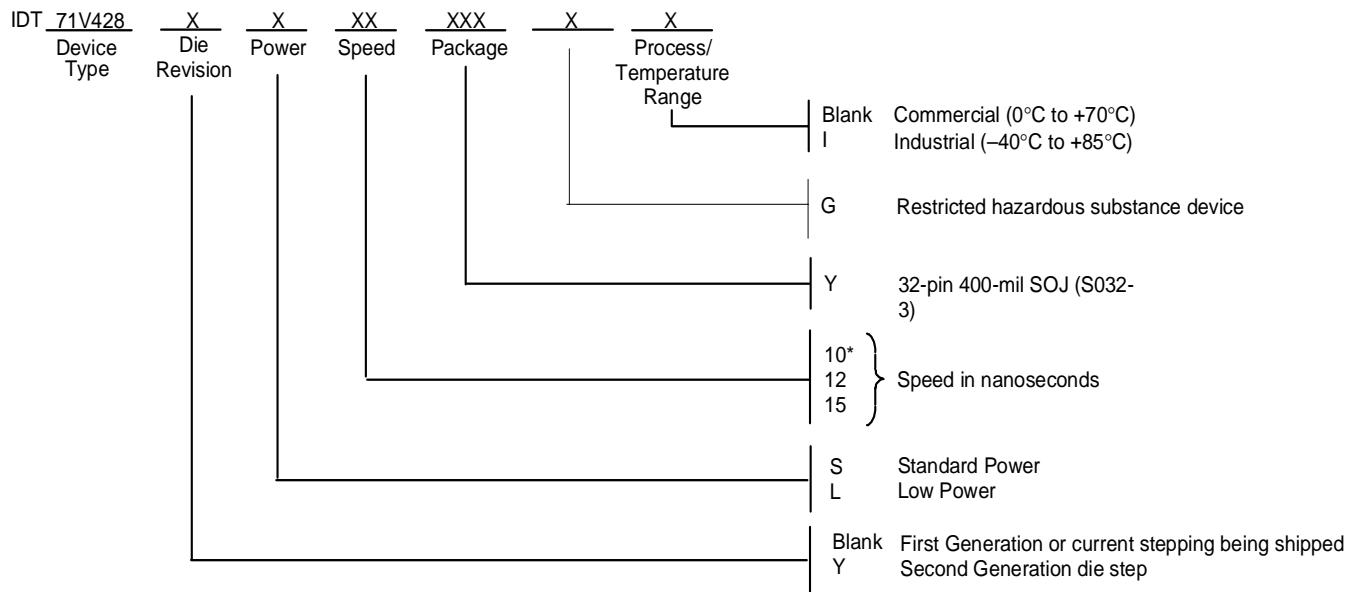 IDT 71V428 X X XX XXX X X
Device Type
Die Revision
Power
Speed
Package
Process/
Temperature
Range
Blank Commercial (0°C to +70°C)
I Industrial (–40°C to +85°C)
G Restricted hazardous substance device
Y 32-pin 400-mil SOJ (S032-
3)
10*
12 Speed in nanoseconds
15
S Standard Power
L Low Power
Blank First Generation or current stepping being shipped
Y Second Generation die step